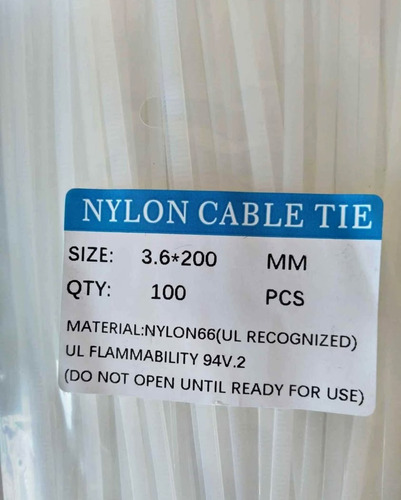 NYLON CABLE TIE
SIZE: 3.6*200 MM
QTY: 100 PCS
MATERIAL:NYLON66(UL RECOGNIZED)
UL FLAMMABILITY 94V.2
(DO NOT OPEN UNTIL READY FOR USE)